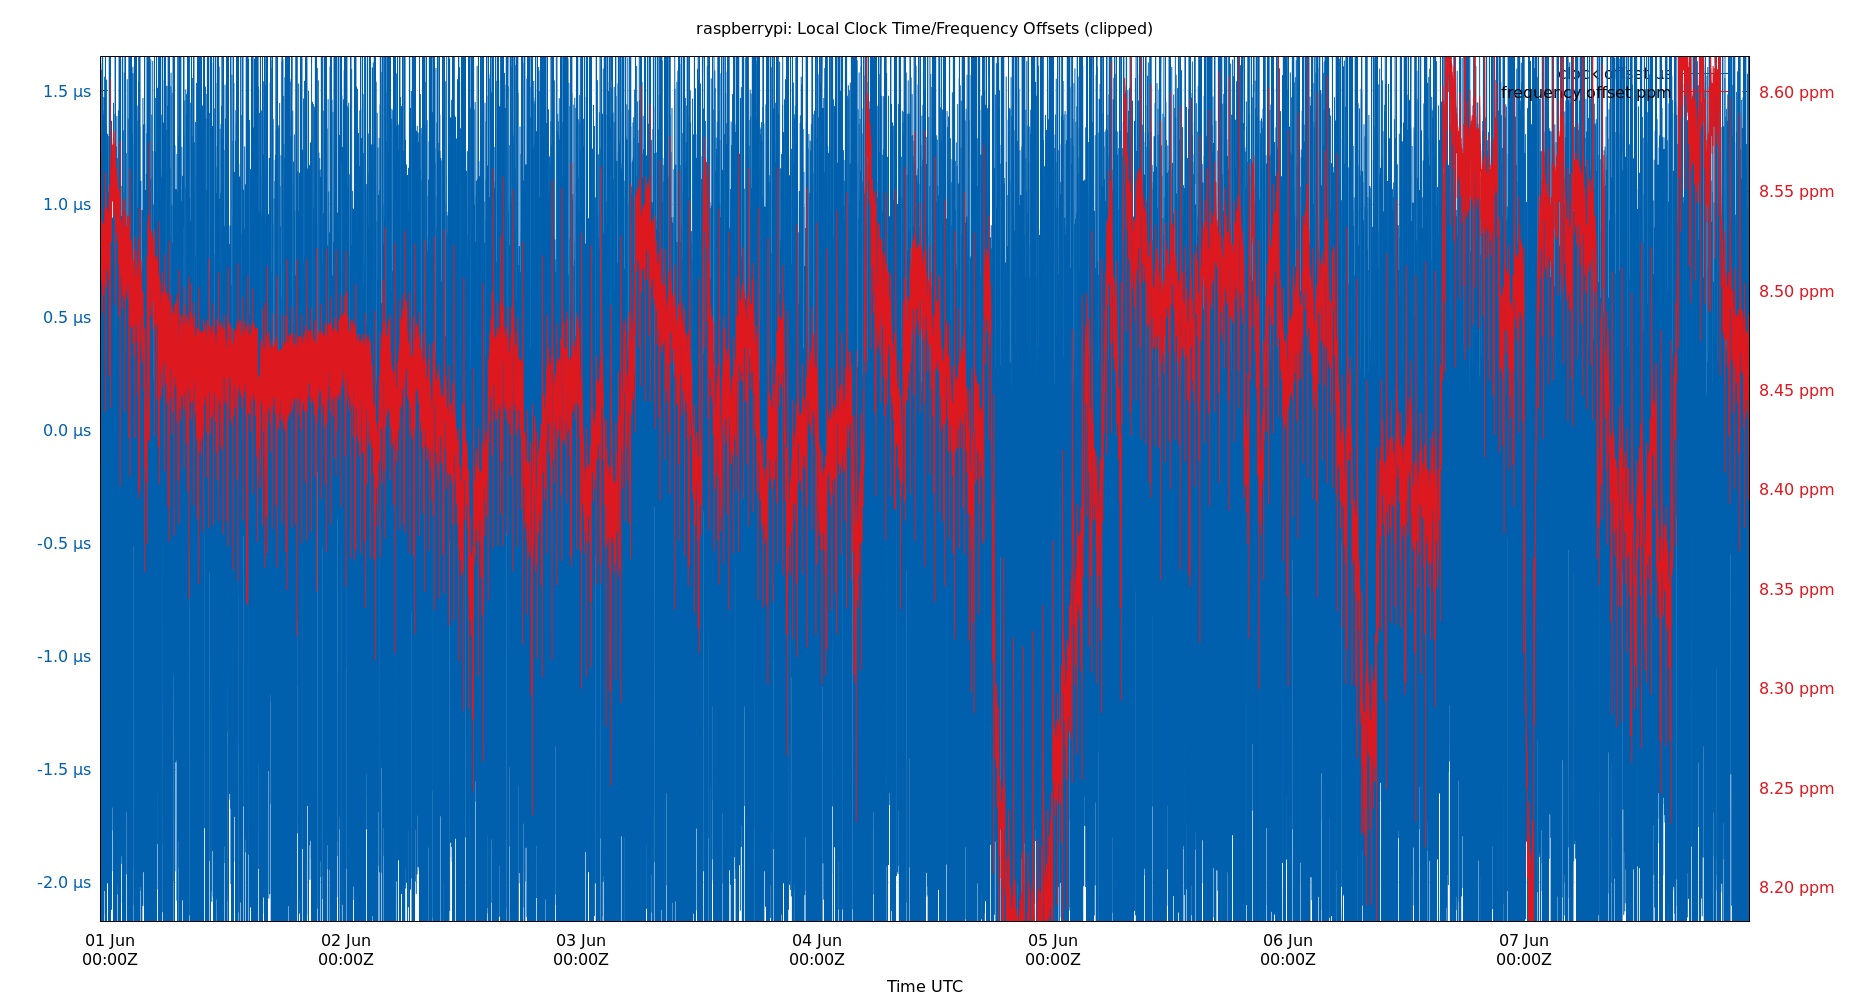 raspberrypi: Local Clock Time/Frequency Offsets (clipped)
clock offset µs
frequency offset ppm
1.5 µs
1.0 µs
0.5 µs
0.0 µs
-0.5 µs
-1.0 µs
-1.5 µs
-2.0 µs
8.60 ppm
8.55 ppm
8.50 ppm
8.45 ppm
8.40 ppm
8.35 ppm
8.30 ppm
8.25 ppm
8.20 ppm
01 Jun 02 Jun 03 Jun 04 Jun 05 Jun 06 Jun 07 Jun
00:00Z 00:00Z 00:00Z 00:00Z 00:00Z 00:00Z 00:00Z
Time UTC